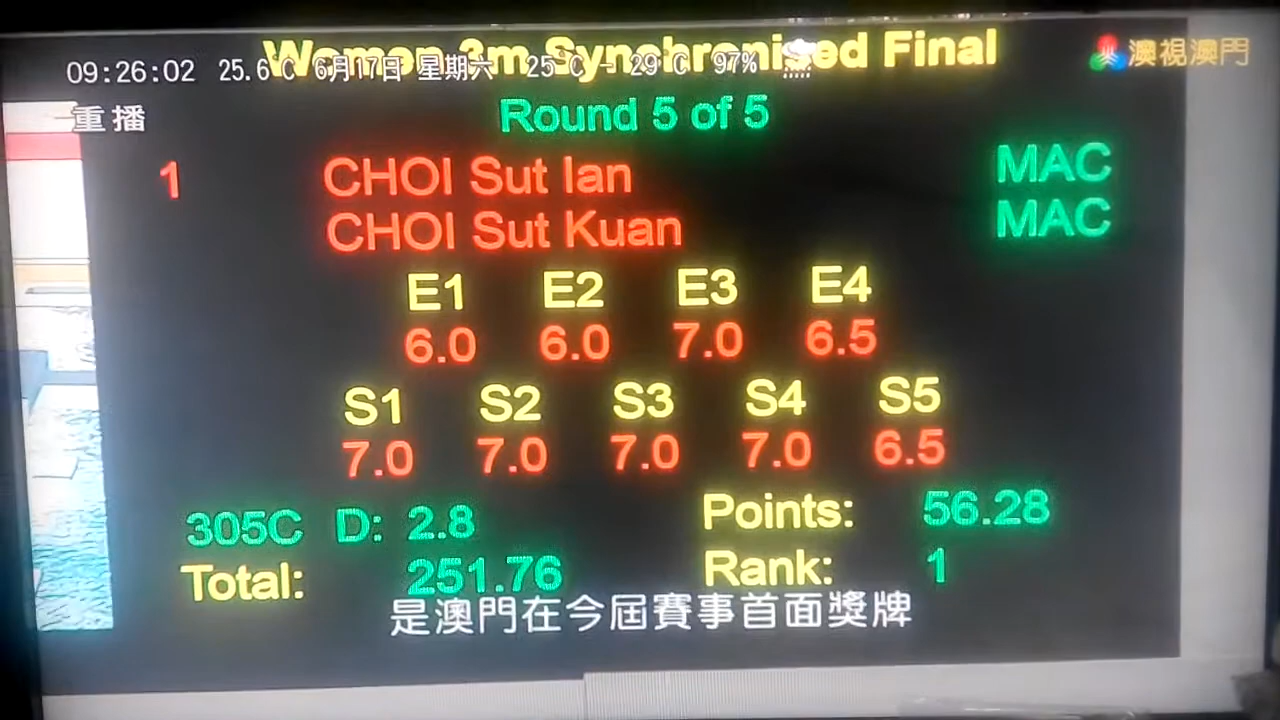 Women 3m Synchronised Final
09:26:02 25.6°C 6月17日 星期六 25°C - 29°C 97%
澳視澳門
重播
Round 5 of 5
1 CHOI Sut Ian MAC
CHOI Sut Kuan MAC
E1 E2 E3 E4
6.0 6.0 7.0 6.5
S1 S2 S3 S4 S5
7.0 7.0 7.0 7.0 6.5
305C D: 2.8 Points: 56.28
Total: 251.76 Rank: 1
是澳門在今屆賽事首面獎牌